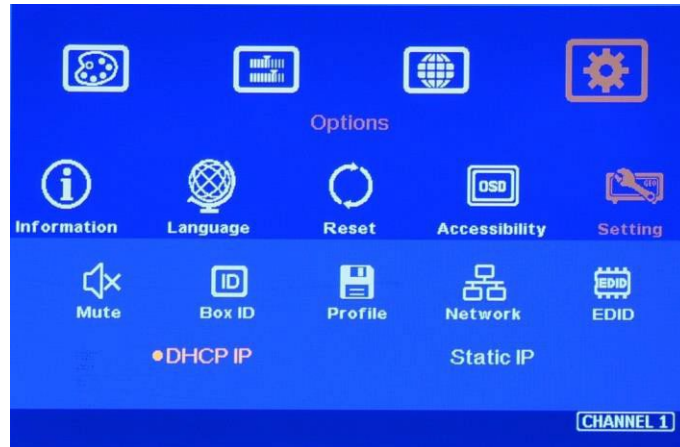 Options
OSD
GEO
Information Language Reset Accessibility Setting
ID
EDID
Mute Box ID Profile Network EDID
DHCP IP Static IP
CHANNEL 1